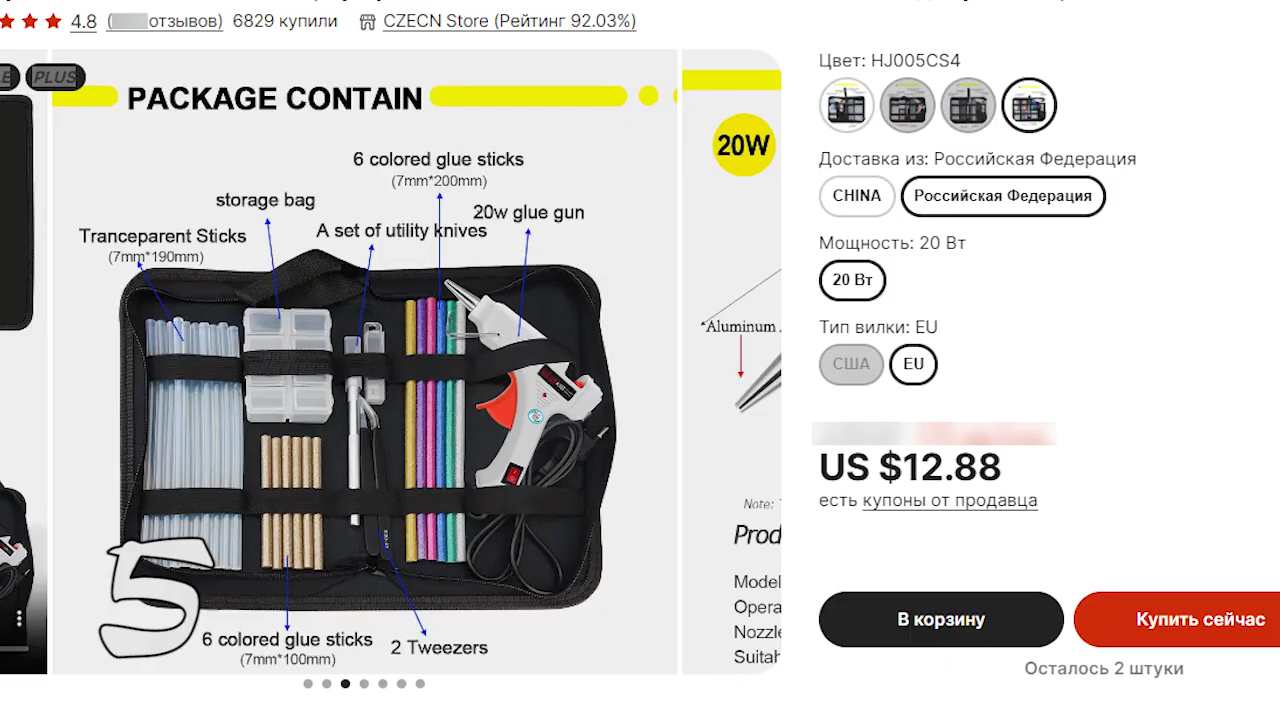 4.8 отзывов) 6829 купили CZECN Store (Рейтинг 92.03%)
PLUS
PACKAGE CONTAIN
6 colored glue sticks
(7mm*200mm)
storage bag
20w glue gun
Tranceparent Sticks
A set of utility knives
(7mm*190mm)
5
6 colored glue sticks
(7mm*100mm)
2 Tweezers
20W
*Aluminum
Note:
Prod
Model
Opera
Nozzle
Suitab
Цвет: HJ005CS4
Доставка из: Российская Федерация
CHINA Российская Федерация
Мощность: 20 Вт
20 Вт
Тип вилки: EU
США EU
US $12.88
есть купоны от продавца
В корзину Купить сейчас
Осталось 2 штуки